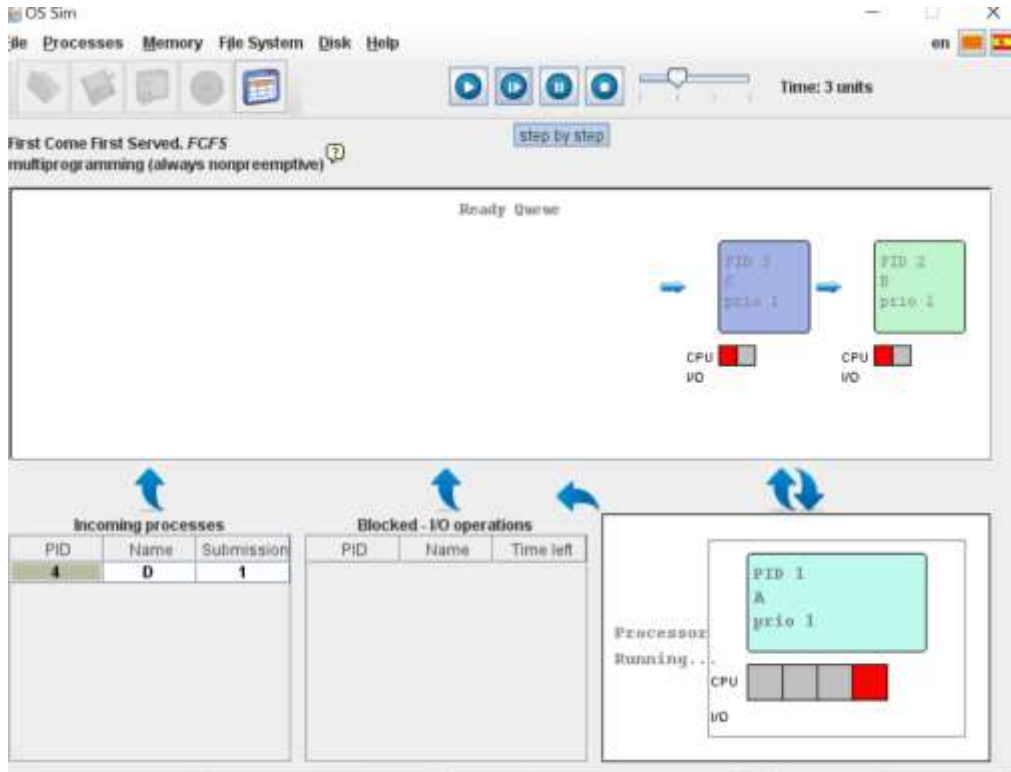 OS Sim
File Processes Memory File System Disk Help
en
Time: 3 units
step by step
First Come First Served. FCFS
multiprogramming (always nonpreemptive)
?
Ready Queue
PID 3
C
prio 1
PID 2
B
prio 1
CPU
I/O
CPU
I/O
Incoming processes
PID Name Submission
4 D 1
Blocked - I/O operations
PID Name Time left
Processor
Running...
PID 1
A
prio 1
CPU
I/O